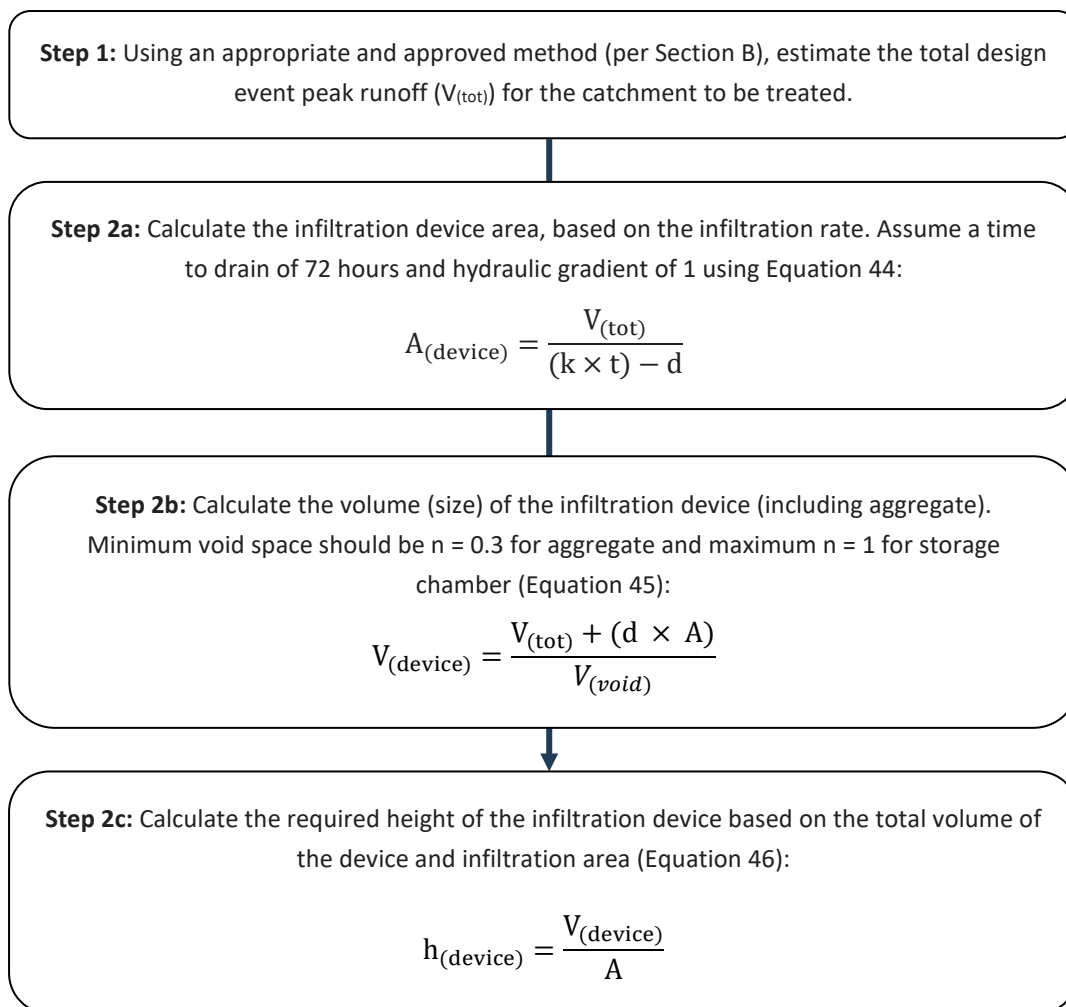 Step 1: Using an appropriate and approved method (per Section B), estimate the total design
event peak runoff (V(tot)) for the catchment to be treated.
Step 2a: Calculate the infiltration device area, based on the infiltration rate. Assume a time
to drain of 72 hours and hydraulic gradient of 1 using Equation 44:
A(device) = V(tot) / (k × t) − d
Step 2b: Calculate the volume (size) of the infiltration device (including aggregate).
Minimum void space should be n = 0.3 for aggregate and maximum n = 1 for storage
chamber (Equation 45):
V(device) = V(tot) + (d × A) / V(void)
Step 2c: Calculate the required height of the infiltration device based on the total volume of
the device and infiltration area (Equation 46):
h(device) = V(device) / A